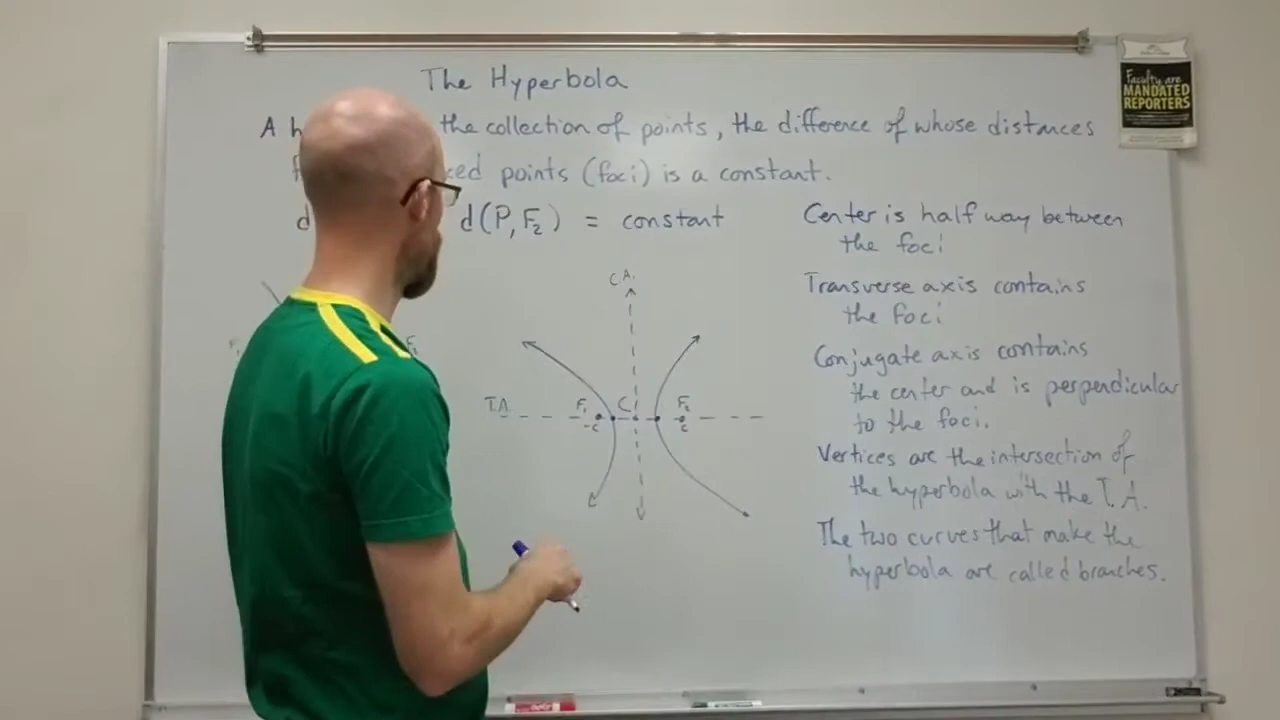 The Hyperbola
A h the collection of points, the difference of whose distances
f ed points (foci) is a constant.
d d(P, F₂) = constant
Center is half way between
the foci
Transverse axis contains
the foci
Conjugate axis contains
the center and is perpendicular
to the foci.
Vertices are the intersection of
the hyperbola with the T.A.
The two curves that make the
hyperbola are called branches.
C.A.
F₁
F₂
T.A.
F₁ C F₂
-c c
Faculty are
MANDATED
REPORTERS